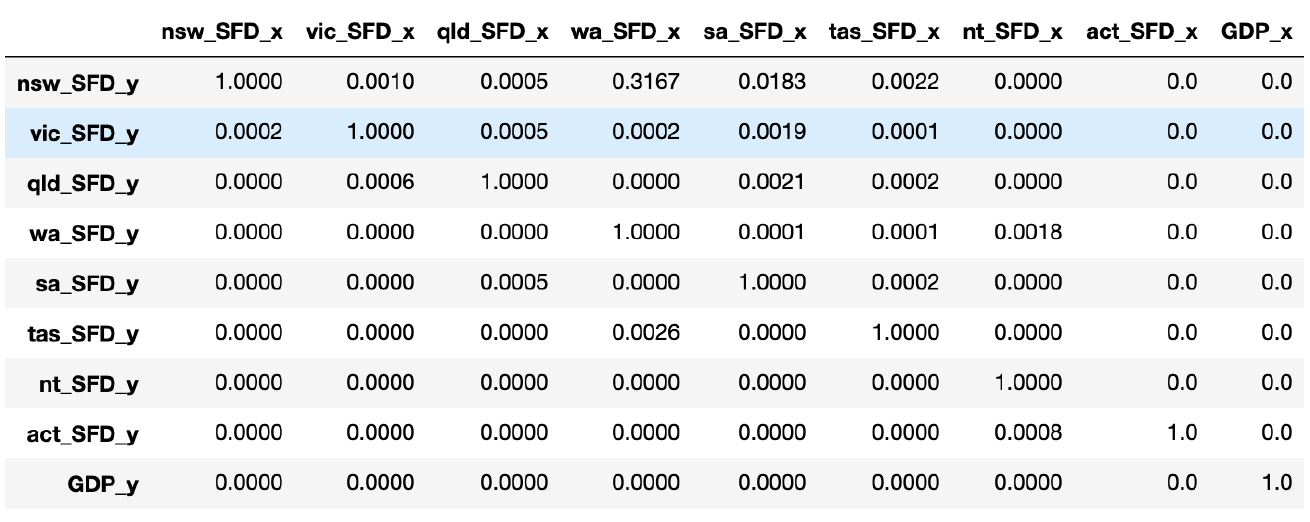 nsw_SFD_x vic_SFD_x qld_SFD_x wa_SFD_x sa_SFD_x tas_SFD_x nt_SFD_x act_SFD_x GDP_x
nsw_SFD_y 1.0000 0.0010 0.0005 0.3167 0.0183 0.0022 0.0000 0.0 0.0
vic_SFD_y 0.0002 1.0000 0.0005 0.0002 0.0019 0.0001 0.0000 0.0 0.0
qld_SFD_y 0.0000 0.0006 1.0000 0.0000 0.0021 0.0002 0.0000 0.0 0.0
wa_SFD_y 0.0000 0.0000 0.0000 1.0000 0.0001 0.0001 0.0018 0.0 0.0
sa_SFD_y 0.0000 0.0000 0.0005 0.0000 1.0000 0.0002 0.0000 0.0 0.0
tas_SFD_y 0.0000 0.0000 0.0000 0.0026 0.0000 1.0000 0.0000 0.0 0.0
nt_SFD_y 0.0000 0.0000 0.0000 0.0000 0.0000 0.0000 1.0000 0.0 0.0
act_SFD_y 0.0000 0.0000 0.0000 0.0000 0.0000 0.0000 0.0008 1.0 0.0
GDP_y 0.0000 0.0000 0.0000 0.0000 0.0000 0.0000 0.0000 0.0 1.0